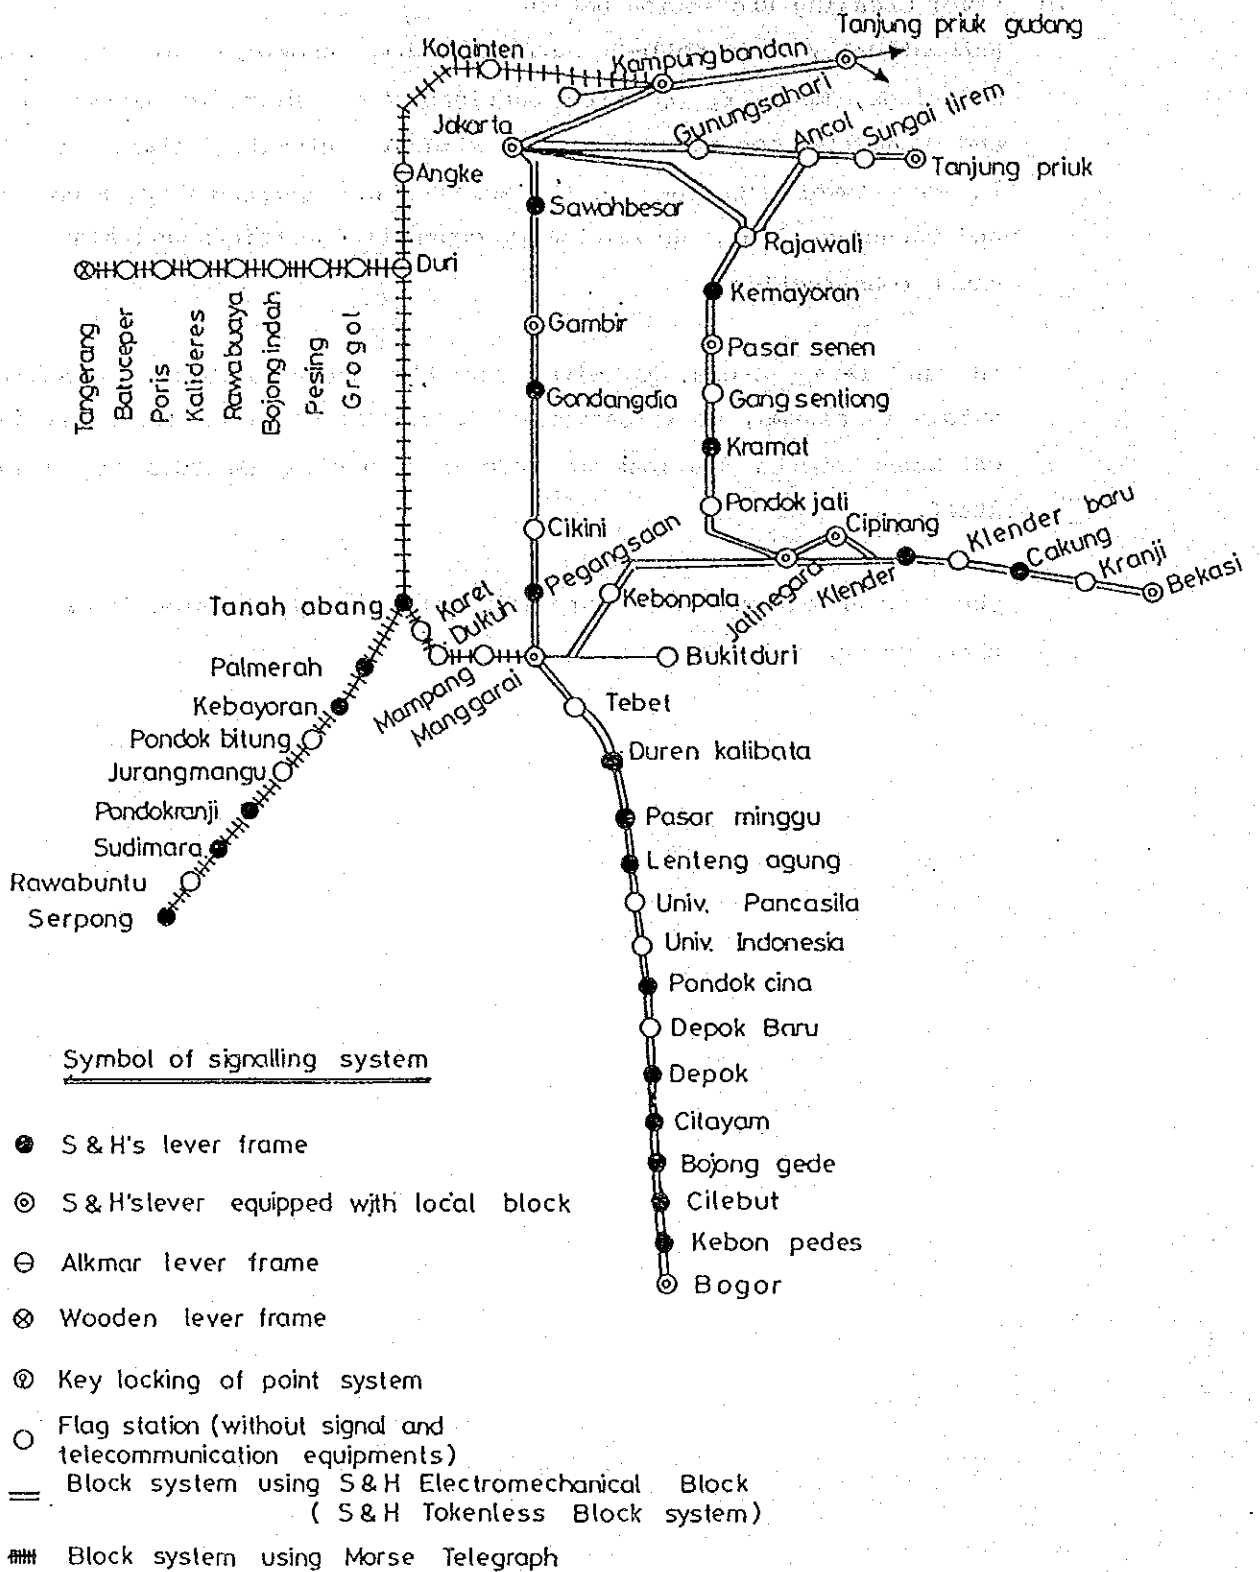 Tanjung priuk gudang
Kotainten
Kampungbandan
Jakarta
Gunungsahari
Ancol
Sungai tirem
Tanjung priuk
Angke
Sawahbesar
Rajawali
Duri
Kemayoran
Tangerang
Batuceper
Poris
Kalideres
Rawabuaya
Bojongindah
Pesing
Grogol
Gambir
Pasar senen
Gondangdia
Gang sentiong
Kramat
Pondok jati
Cikini
Pegangsaan
Cipinang
Klender baru
Cakung
Kranji
Bekasi
Tanah abang
Karet
Dukuh
Kebonpala
Jatinegara
Klender
Palmerah
Mampang
Manggarai
Bukitduri
Kebayoran
Tebet
Pondok bitung
Duren kalibata
Jurangmangu
Pondokranji
Pasar minggu
Sudimara
Lenteng agung
Rawabuntu
Univ. Pancasila
Serpong
Univ. Indonesia
Pondok cina
Depok Baru
Depok
Citayam
Bojong gede
Cilebut
Kebon pedes
Bogor
Symbol of signalling system
S & H's lever frame
S & H's lever equipped with local block
Alkmar lever frame
Wooden lever frame
Key locking of point system
Flag station (without signal and
telecommunication equipments)
Block system using S & H Electromechanical Block
( S & H Tokenless Block system)
Block system using Morse Telegraph